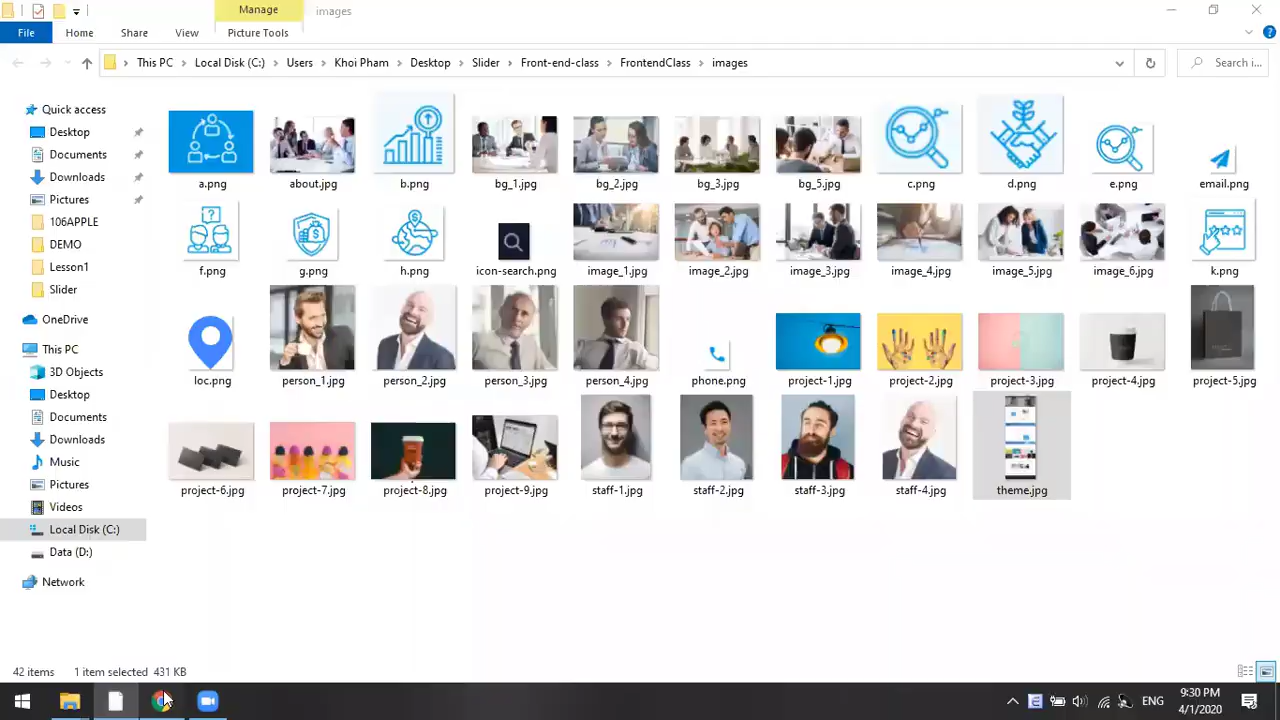 Manage
images
File
Home
Share
View
Picture Tools
This PC
Local Disk (C:)
Users
Khoi Pham
Desktop
Slider
Front-end-class
FrontendClass
images
Search i...
Quick access
Desktop
Documents
Downloads
Pictures
106APPLE
DEMO
Lesson1
Slider
OneDrive
This PC
3D Objects
Desktop
Documents
Downloads
Music
Pictures
Videos
Local Disk (C:)
Data (D:)
Network
a.png
about.jpg
b.png
bg_1.jpg
bg_2.jpg
bg_3.jpg
bg_5.jpg
c.png
d.png
e.png
email.png
f.png
g.png
h.png
icon-search.png
image_1.jpg
image_2.jpg
image_3.jpg
image_4.jpg
image_5.jpg
image_6.jpg
k.png
loc.png
person_1.jpg
person_2.jpg
person_3.jpg
person_4.jpg
phone.png
project-1.jpg
project-2.jpg
project-3.jpg
project-4.jpg
project-5.jpg
project-6.jpg
project-7.jpg
project-8.jpg
project-9.jpg
staff-1.jpg
staff-2.jpg
staff-3.jpg
staff-4.jpg
theme.jpg
42 items
1 item selected 431 KB
ENG
9:30 PM
4/1/2020